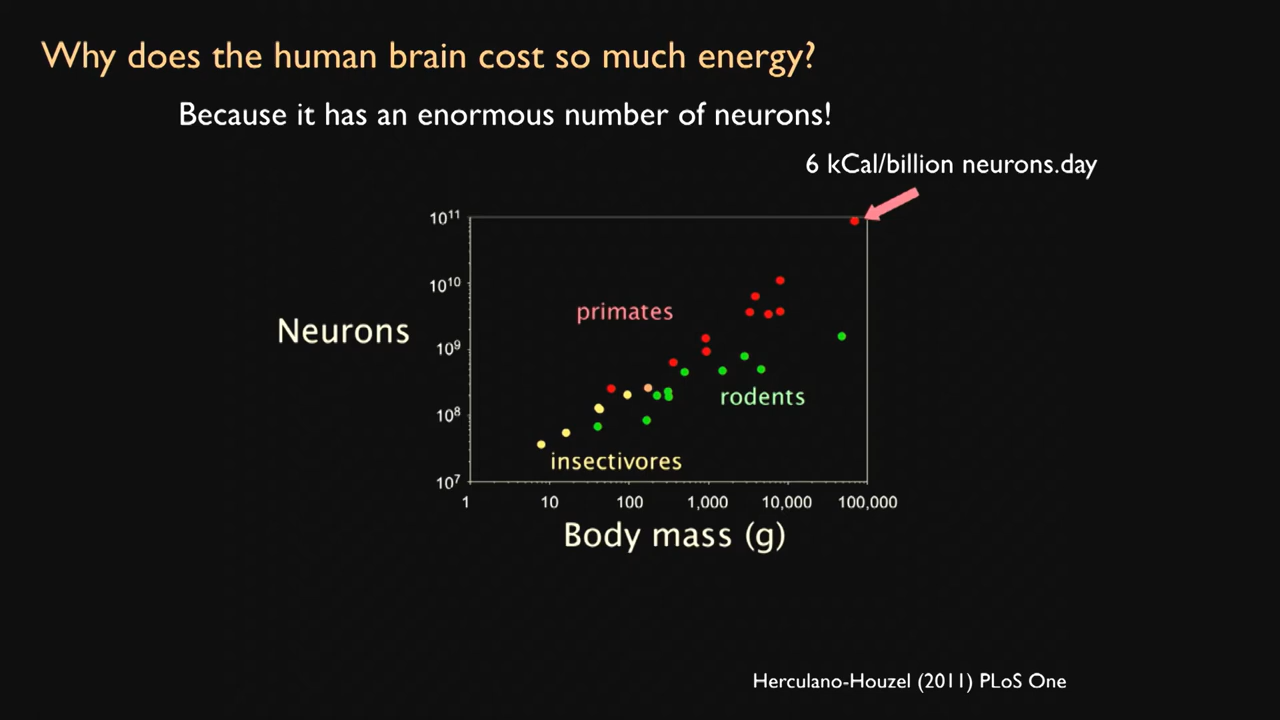 Why does the human brain cost so much energy?
Because it has an enormous number of neurons!
6 kCal/billion neurons.day
10¹¹
10¹⁰
primates
Neurons
10⁹
rodents
10⁸
insectivores
10⁷
1 10 100 1,000 10,000 100,000
Body mass (g)
Herculano-Houzel (2011) PLoS One